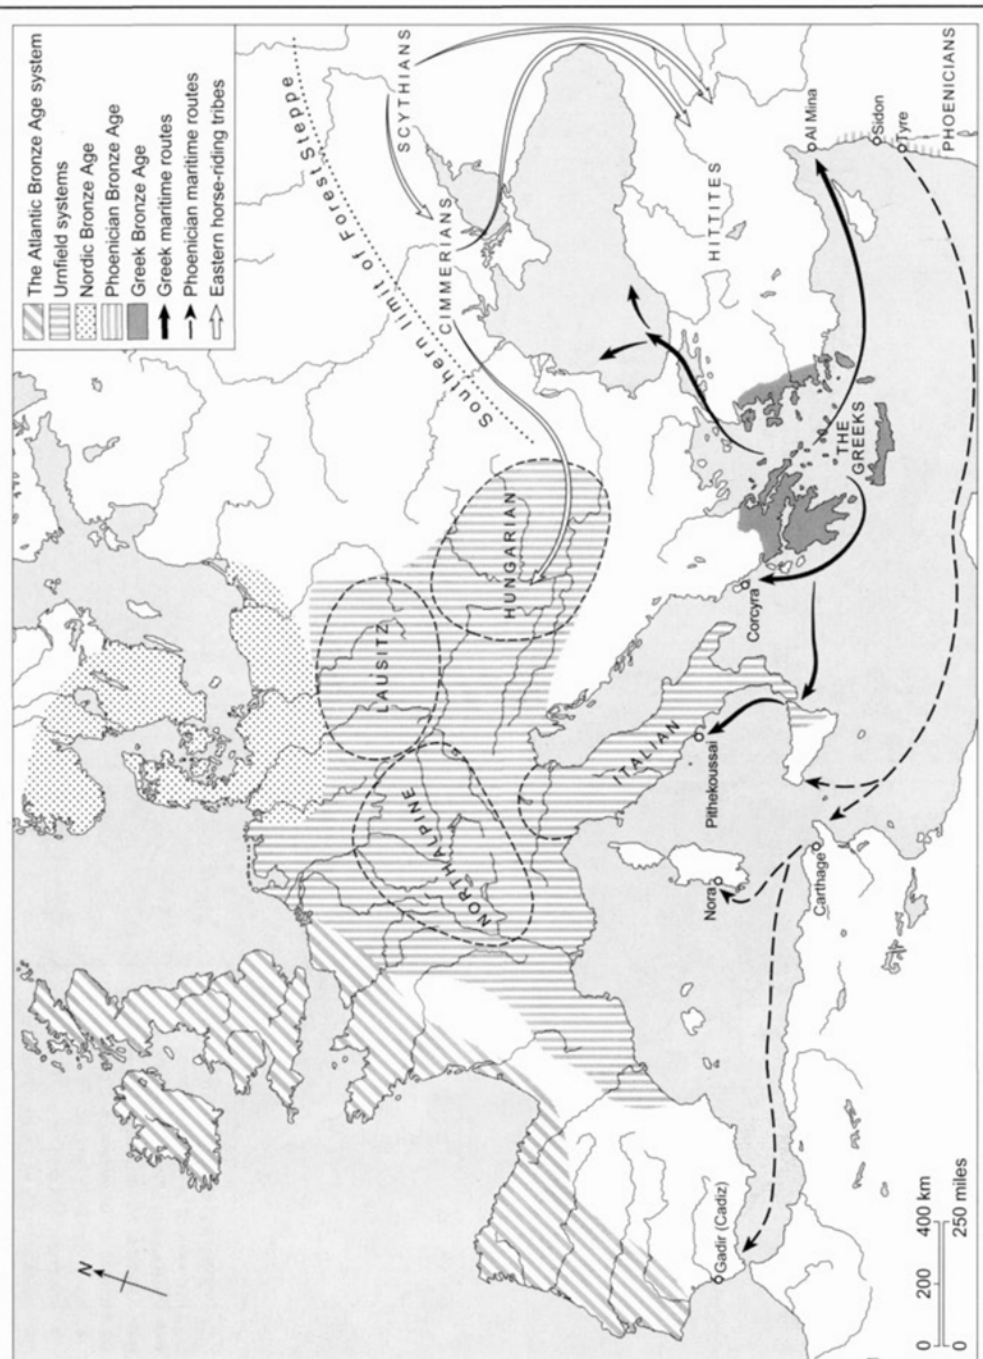 The Atlantic Bronze Age system
Urnfield systems
Nordic Bronze Age
Phoenician Bronze Age
Greek Bronze Age
Greek maritime routes
Phoenician maritime routes
Eastern horse-riding tribes
Southern limit of Forest Steppe
SCYTHIANS
CIMMERIANS
LAUSITZ
HUNGARIAN
NORTH ALPINE
ITALIAN
HITTITES
THE
GREEKS
Corcyra
Pithekoussai
Nora
Carthage
Gadir (Cadiz)
Al Mina
Sidon
Tyre
PHOENICIANS
N
0 200 400 km
0 250 miles